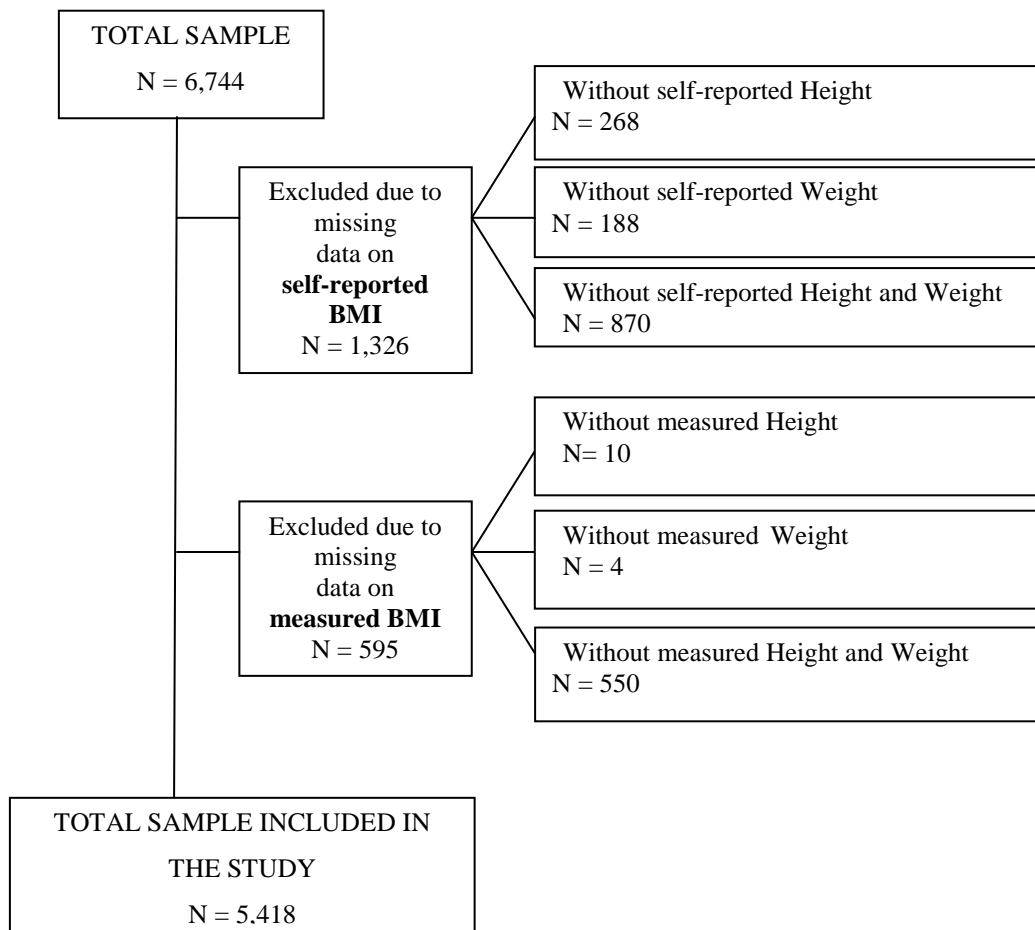 TOTAL SAMPLE
N = 6,744
Without self-reported Height
N = 268
Excluded due to
missing
data on
self-reported
BMI
N = 1,326
Without self-reported Weight
N = 188
Without self-reported Height and Weight
N = 870
Without measured Height
N= 10
Excluded due to
missing
data on
measured BMI
N = 595
Without measured Weight
N = 4
Without measured Height and Weight
N = 550
TOTAL SAMPLE INCLUDED IN
THE STUDY
N = 5,418